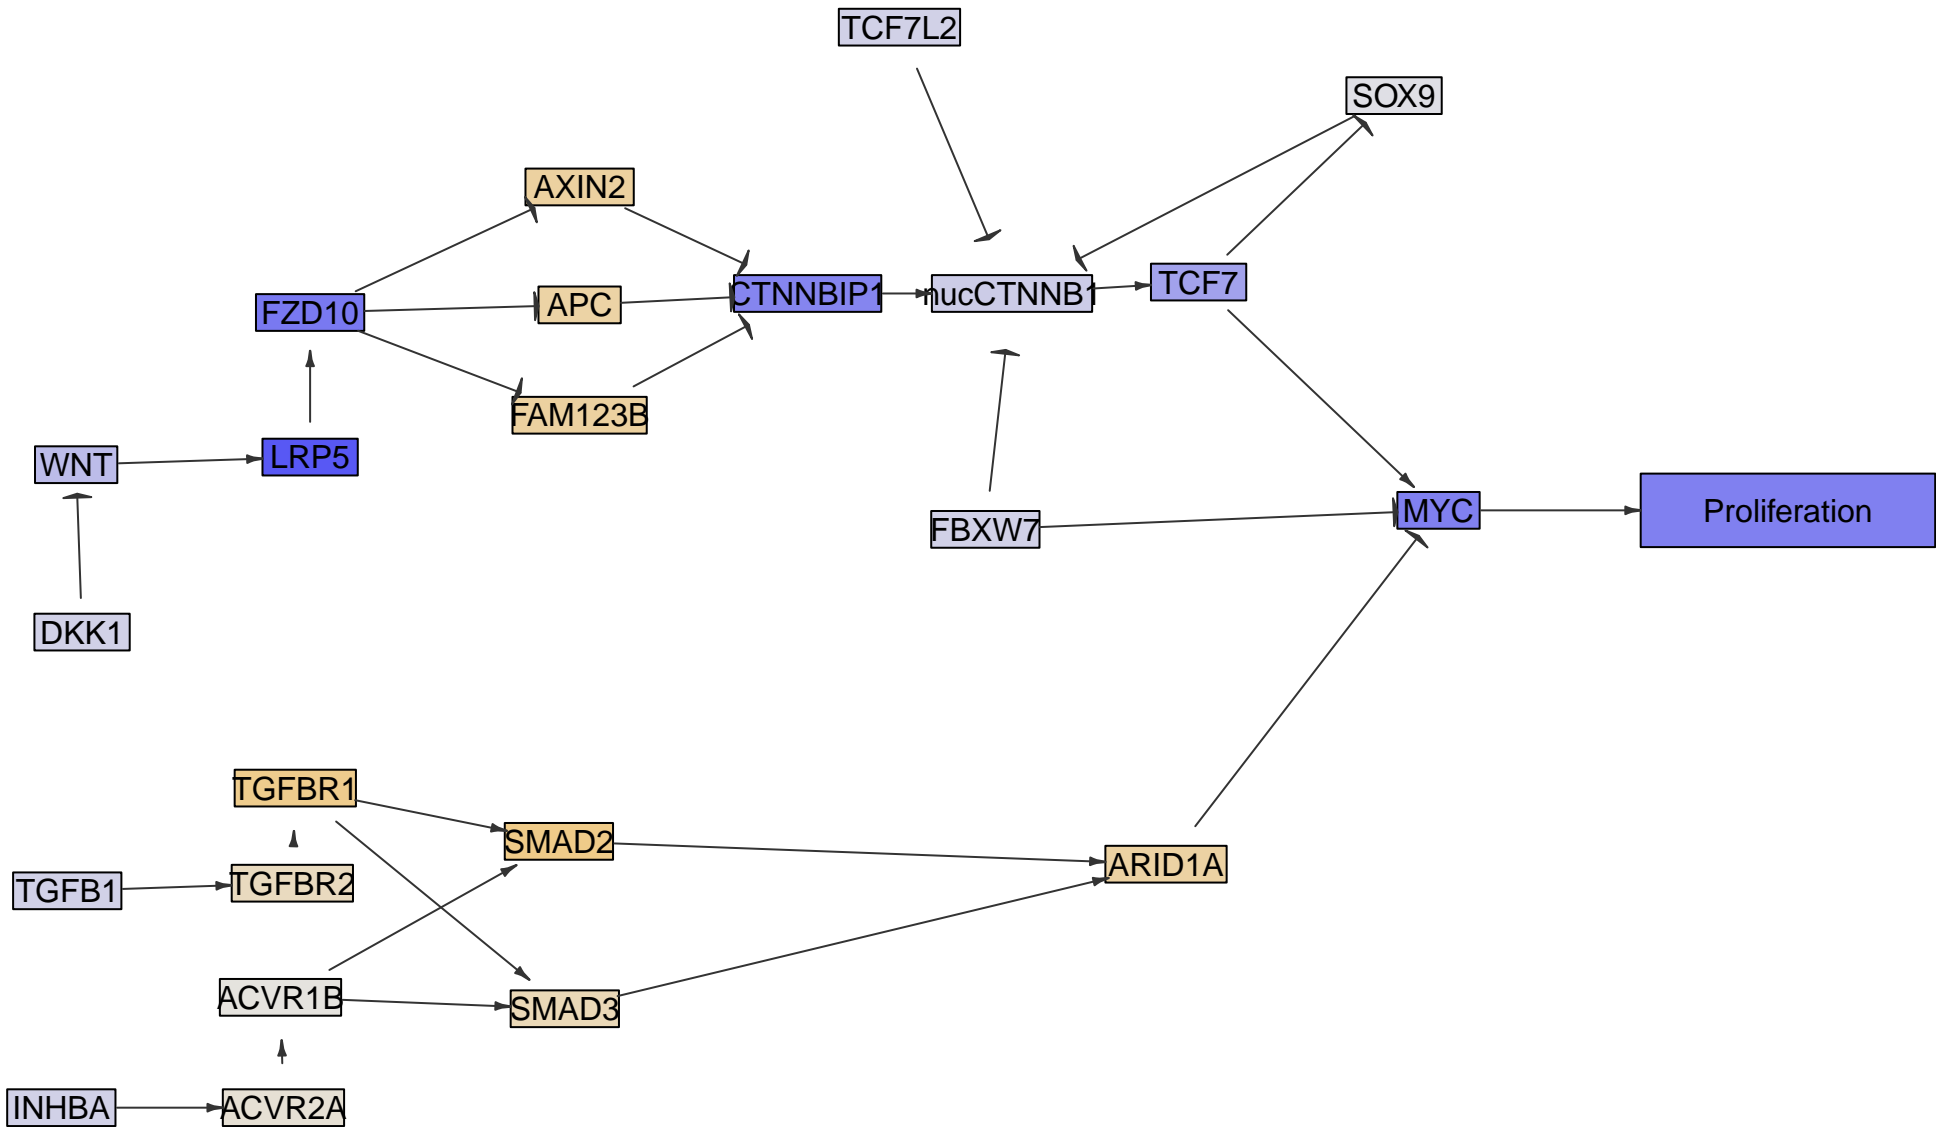 TCF7L2
SOX9
AXIN2
TCF7
CTNNBIP1
nucCTNNB1
APC
FZD10
FAM123B
LRP5
WNT
MYC
Proliferation
FBXW7
DKK1
TGFBR1
SMAD2
ARID1A
TGFBR2
TGFB1
ACVR1B
SMAD3
INHBA
ACVR2A